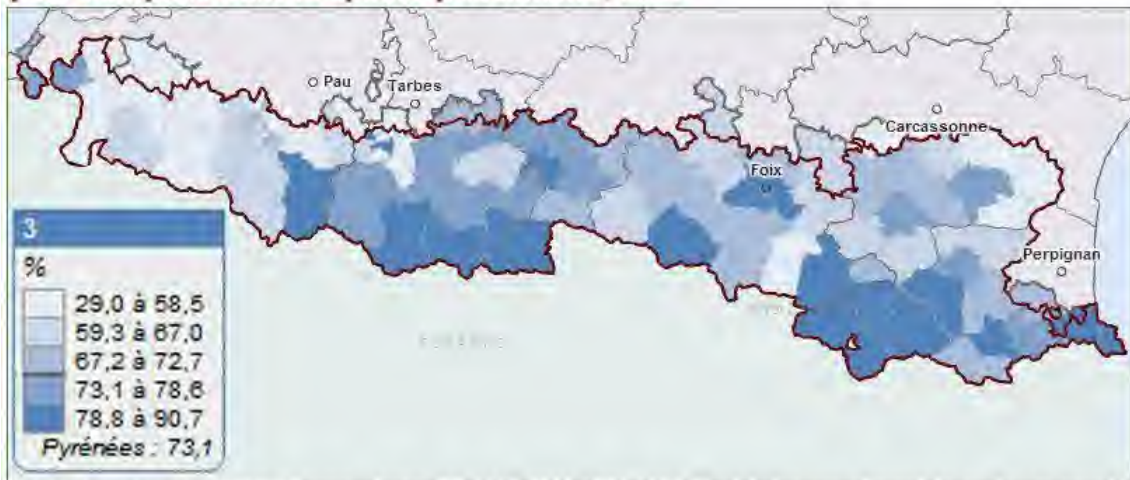 Pau
Tarbes
Carcassonne
Foix
Perpignan
3
%
29,0 à 58,5
59,3 à 67,0
67,2 à 72,7
73,1 à 78,6
78,8 à 90,7
Pyrénées : 73,1